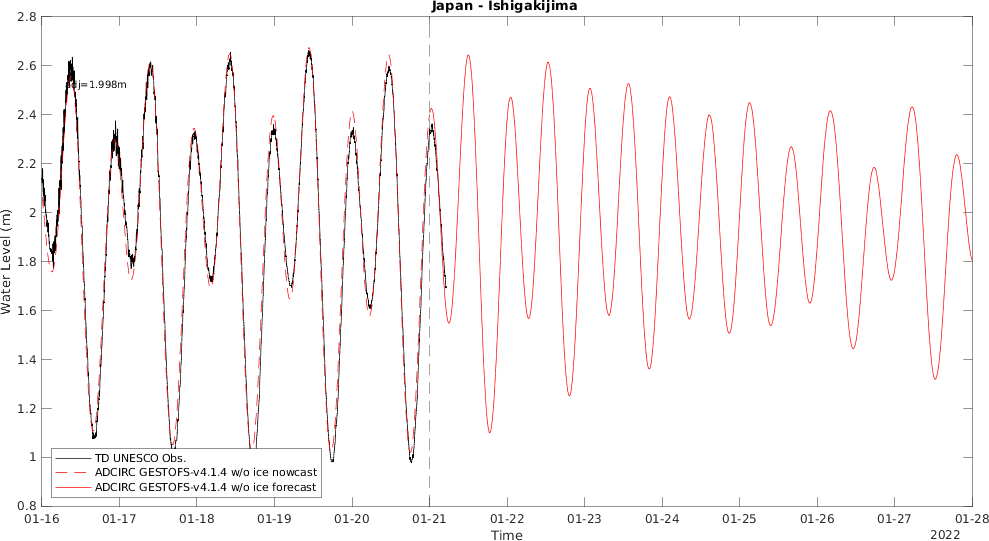 Japan - Ishigakijima
2.8
2.6
2.4
2.2
2
1.8
1.6
1.4
1.2
1
0.8
Water Level (m)
adj=1.998m
TD UNESCO Obs.
ADCIRC GESTOFS-v4.1.4 w/o ice nowcast
ADCIRC GESTOFS-v4.1.4 w/o ice forecast
01-16 01-17 01-18 01-19 01-20 01-21 01-22 01-23 01-24 01-25 01-26 01-27 01-28
Time
2022